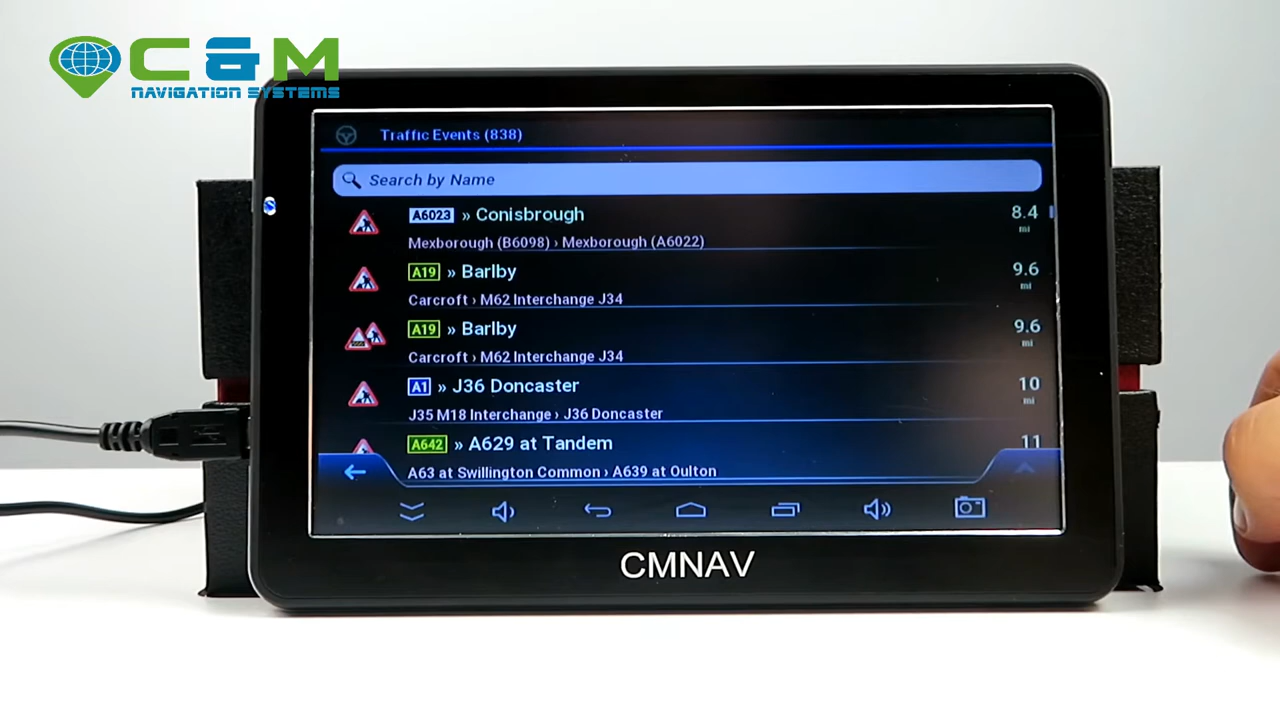 C & M
NAVIGATION SYSTEMS
Traffic Events (838)
Search by Name
A6023 » Conisbrough 8.4 mi
Mexborough (B6098) › Mexborough (A6022)
A19 » Barlby 9.6 mi
Carcroft › M62 Interchange J34
A19 » Barlby 9.6 mi
Carcroft › M62 Interchange J34
A1 » J36 Doncaster 10 mi
J35 M18 Interchange › J36 Doncaster
A642 » A629 at Tandem 11
A63 at Swillington Common › A639 at Oulton
CMNAV